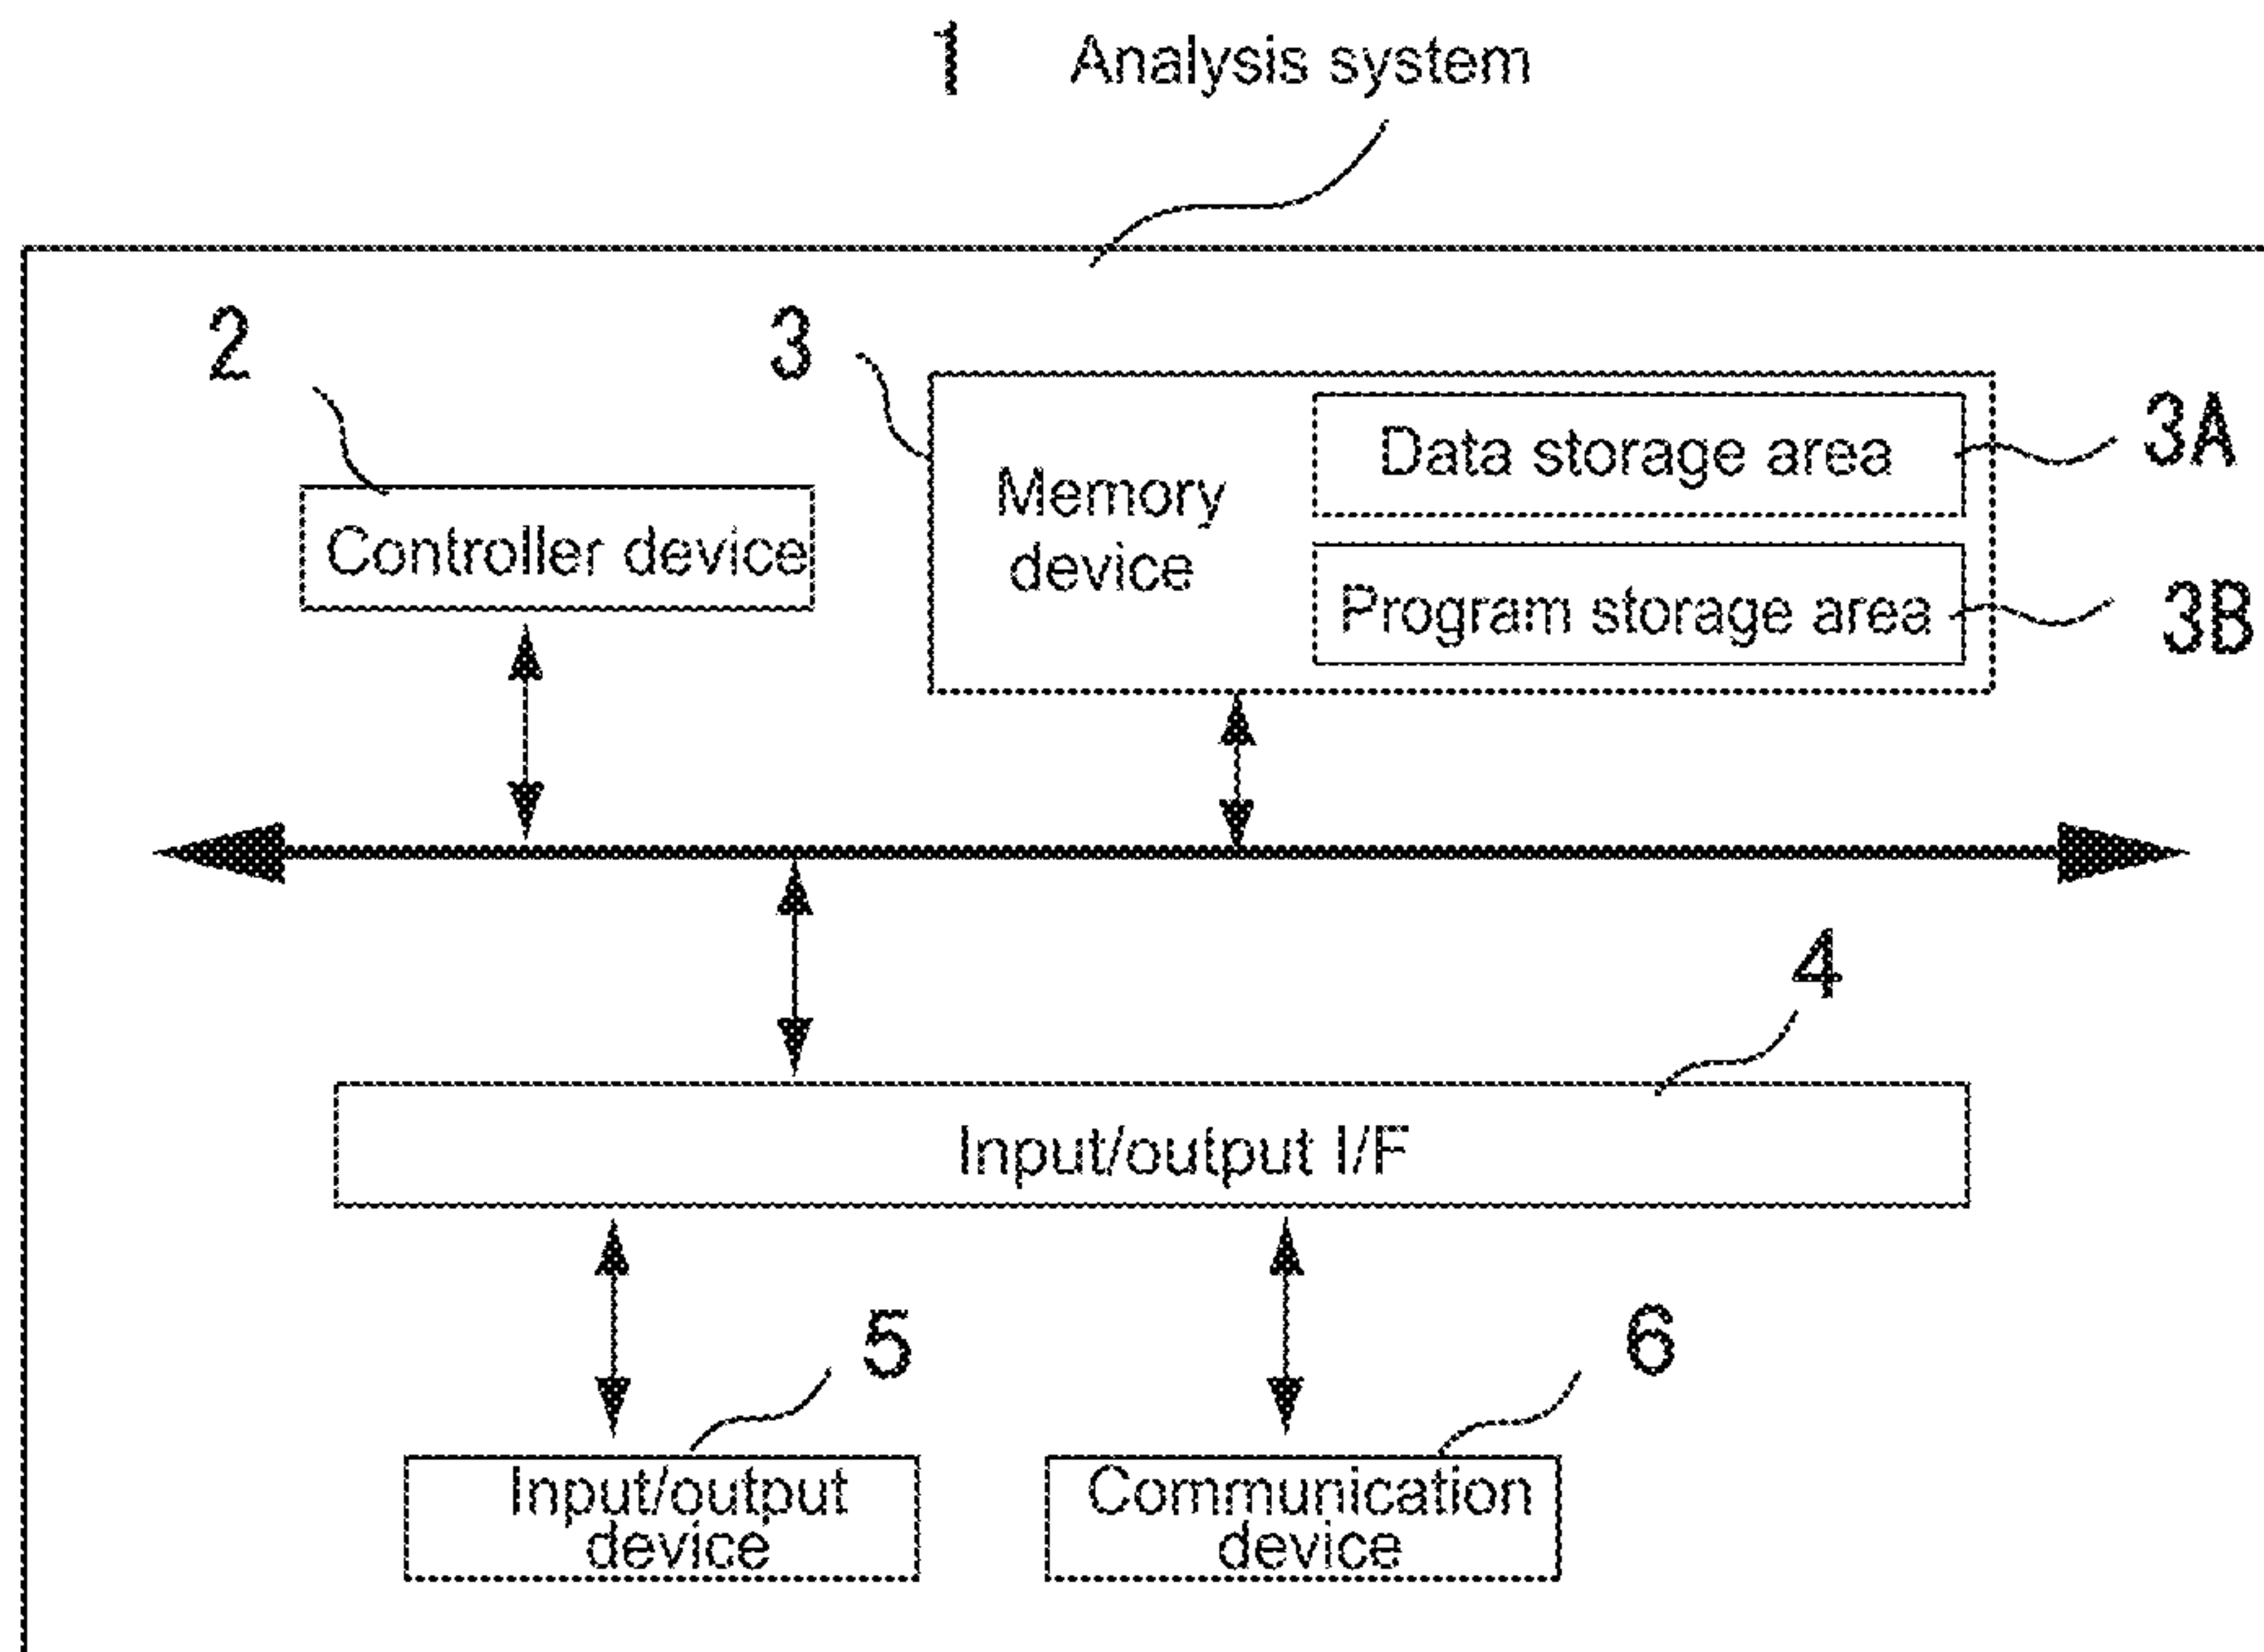 1 Analysis system
2
3
Data storage area
3A
Memory
device
Controller device
Program storage area
3B
4
Input/output I/F
5
6
Input/output
device
Communication
device